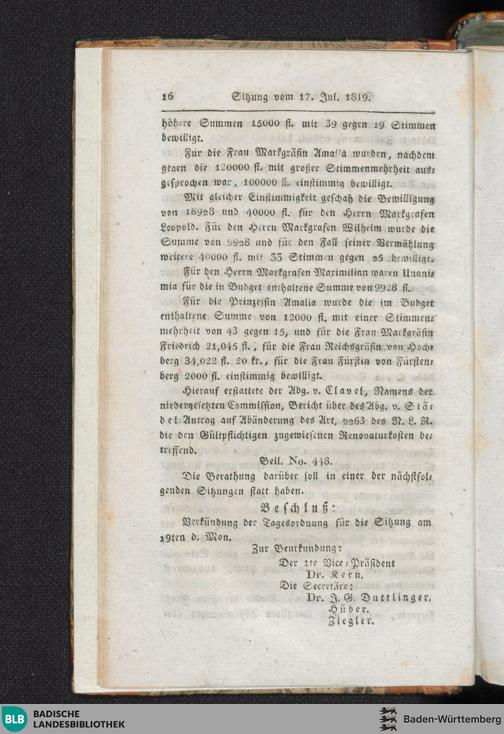 16 Sitzung vom 17. Jul. 1819.
höhere Summen 15000 fl. mit 39 gegen 19 Stimmen
bewilligt.
Für die Frau Markgräfin Amalia wurden, nachdem
gegen die 120000 fl. mit großer Stimmenmehrheit aus-
gesprochen war, 100000 fl. einstimmig bewilligt.
Mit gleicher Einstimmigkeit geschah die Bewilligung
von 16928 und 40000 fl. für den Herrn Markgrafen
Leopold. Für den Herrn Markgrafen Wilhelm wurde die
Summe von 9928 und für den Fall seiner Vermählung
weitere 40000 fl. mit 33 Stimmen gegen 25 bewilligt.
Für den Herrn Markgrafen Maximilian waren Unani-
mia für die in Budget enthaltene Summe von 9928 fl.
Für die Prinzessin Amalia wurde die im Budget
enthaltene Summe von 12000 fl. mit einer Stimmen-
mehrheit von 43 gegen 15, und für die Frau Markgräfin
Friedrich 21,045 fl., für die Frau Reichsgräfin von Hoch-
berg 34,022 fl. 20 kr., für die Frau Fürstin von Fürsten-
berg 2000 fl. einstimmig bewilligt.
Hierauf erstattete der Abg. v. Clavel, Namens der
niedergesetzten Commission, Bericht über des Abg. v. Stä-
del Antrag auf Abänderung des Art. 2263 des N. L. R.
die den Gültpflichtigen zugewiesenen Renovaturkosten be-
treffend.
Beil. No. 448.
Die Berathung darüber soll in einer der nächstfol-
genden Sitzungen statt haben.
Beschluß:
Verkündung der Tagesordnung für die Sitzung am
19ten d. Mon.
Zur Beurkundung:
Der 1te Vice-Präsident
Dr. Kern.
Die Secretäre:
Dr. J. G. Duttlinger.
Hüber.
Ziegler.
BLB BADISCHE
LANDESBIBLIOTHEK
Baden-Württemberg